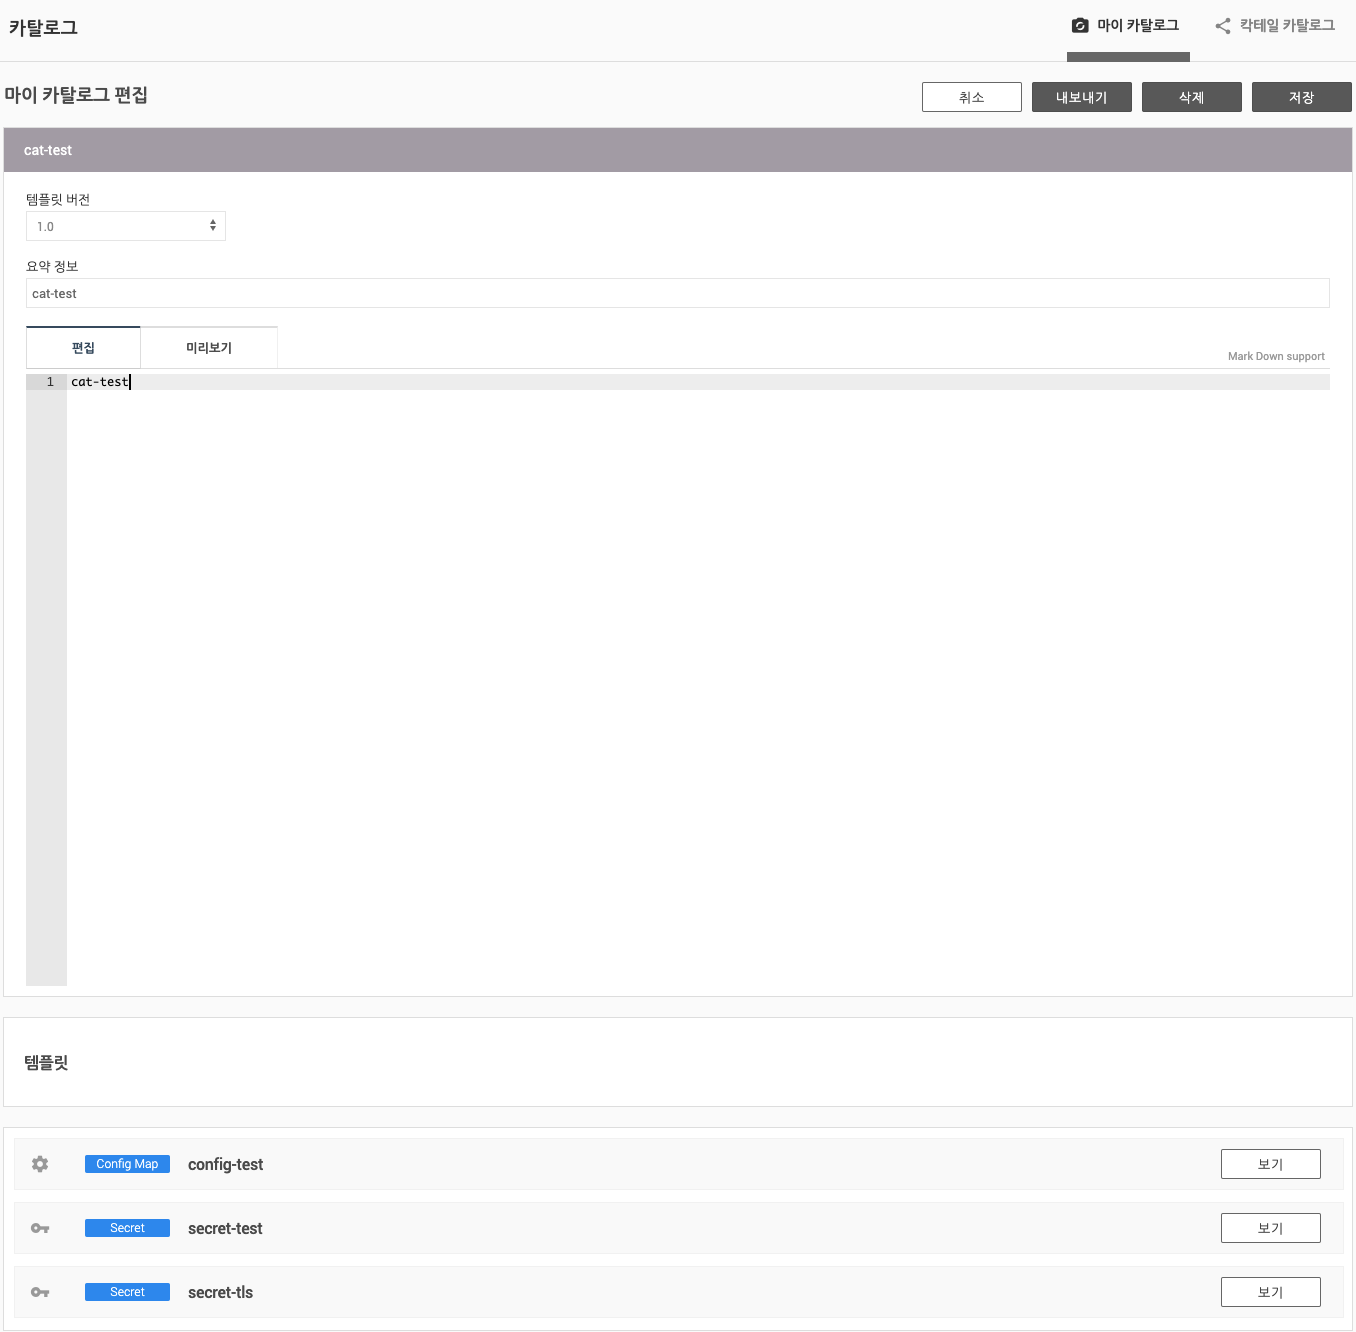 카탈로그
마이 카탈로그
칵테일 카탈로그
마이 카탈로그 편집
취소
내보내기
삭제
저장
cat-test
템플릿 버전
1.0
요약 정보
cat-test
편집
미리보기
Mark Down support
1 cat-test
템플릿
Config Map config-test 보기
Secret secret-test 보기
Secret secret-tls 보기